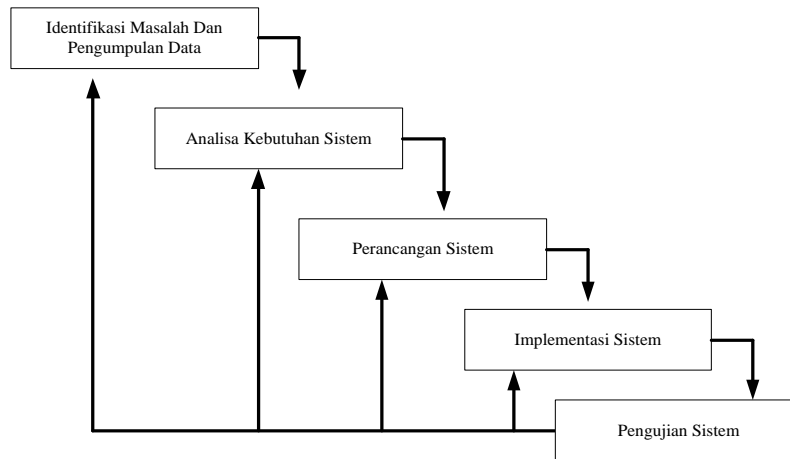 Identifikasi Masalah Dan
Pengumpulan Data
Analisa Kebutuhan Sistem
Perancangan Sistem
Implementasi Sistem
Pengujian Sistem